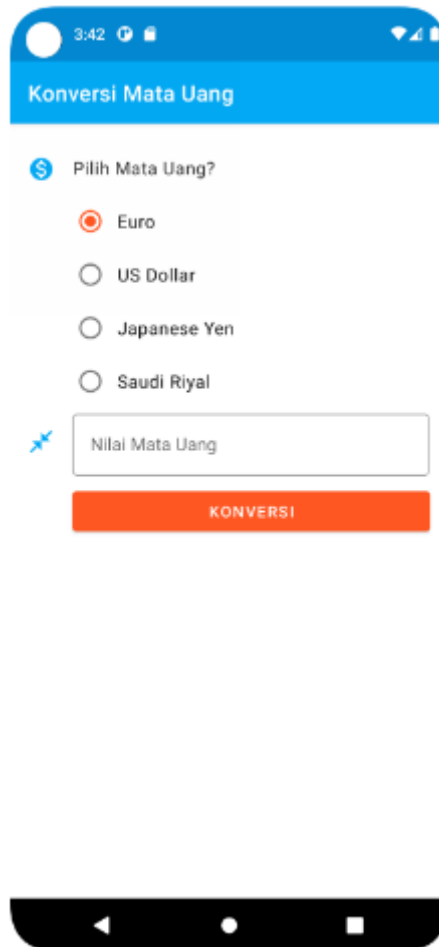 3:42
Konversi Mata Uang
Pilih Mata Uang?
Euro
US Dollar
Japanese Yen
Saudi Riyal
Nilai Mata Uang
KONVERSI